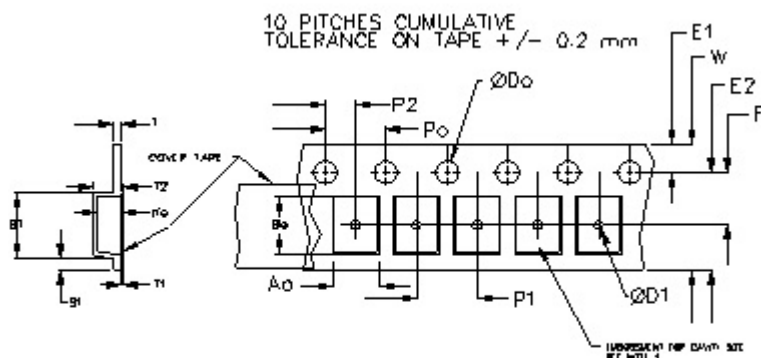 10 PITCHES CUMULATIVE
TOLERANCE ON TAPE +/- 0.2 mm
E1
W
E2
F
ØDo
P2
Po
T
COVER TAPE
T2
B1
Bo
S1
T1
Ao
P1
ØD1